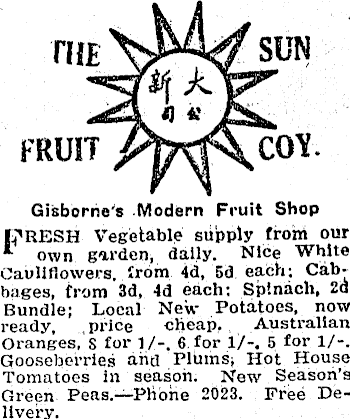 THE SUN
新大
司公
FRUIT COY.
Gisborne's Modern Fruit Shop
FRESH Vegetable supply from our
own garden, daily. Nice White
Cauliflowers, from 4d, 5d each; Cab-
bages, from 3d, 4d each; Spinach, 2d
Bundle; Local New Potatoes, now
ready, price cheap. Australian
Oranges, 8 for 1/-, 6 for 1/-, 5 for 1/-.
Gooseberries and Plums; Hot House
Tomatoes in season. New Season's
Green Peas.—Phone 2023. Free De-
livery.